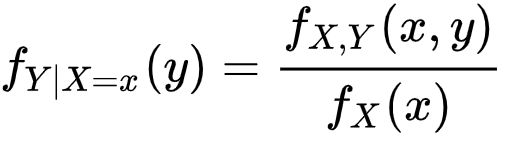 f_{Y|X=x}(y) = \frac{f_{X,Y}(x, y)}{f_X(x)}